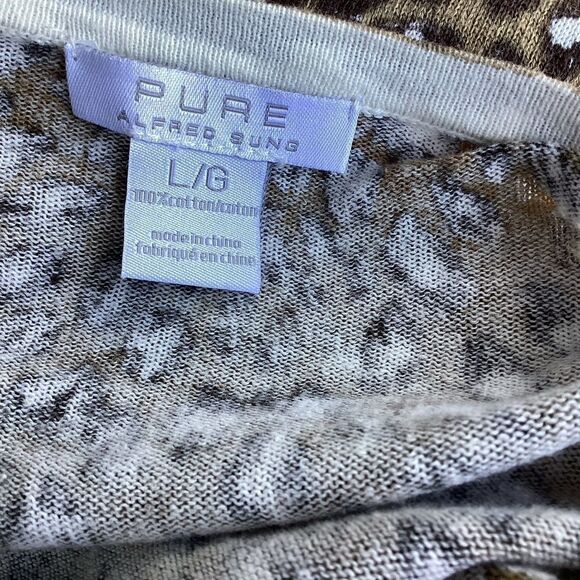 PURE
ALFRED SUNG
L/G
100%cotton/coton
made in china
fabriqué en chine